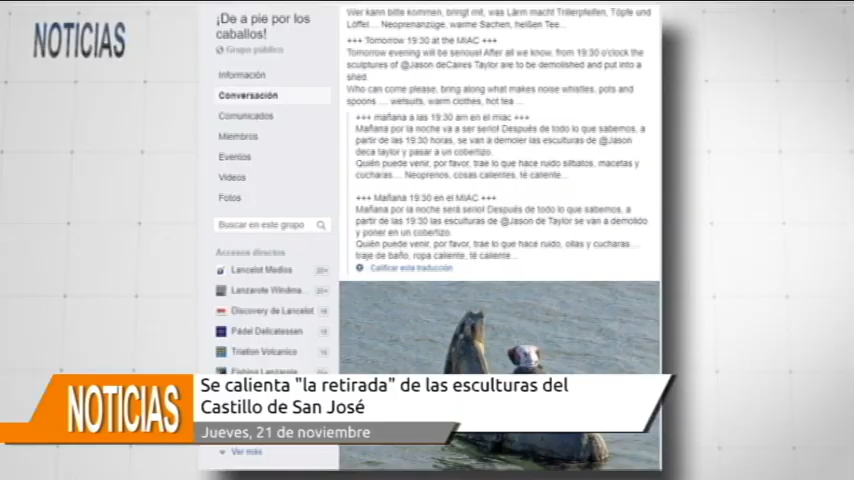 NOTICIAS
¡De a pie por los
caballos!
Grupo público
Información
Conversación
Comunicados
Miembros
Eventos
Videos
Fotos
Buscar en este grupo
Accesos directos
Lancelot Medios 20+
Lanzarote Windma... 20+
Discovery de Lancelot 18
Pádel Delicatessen 18
Triatlon Volcanico
Fishing Lanzarote
Ver más
Wer kann bitte kommen, bringt mit, was Lärm macht Trillerpfeifen, Töpfe und
Löffel… Neoprenanzüge, warme Sachen, heißen Tee...
+++ Tomorrow 19:30 at the MIAC +++
Tomorrow evening will be serious! After all we know, from 19:30 o'clock the
sculptures of @Jason deCaires Taylor are to be demolished and put into a
shed.
Who can come please, bring along what makes noise whistles, pots and
spoons .... wetsuits, warm clothes, hot tea ...
+++ mañana a las 19:30 am en el miac +++
Mañana por la noche va a ser serio! Después de todo lo que sabemos, a
partir de las 19:30 horas, se van a demoler las esculturas de @Jason
deca taylor y pasar a un cobertizo.
Quién puede venir, por favor, trae lo que hace ruido silbatos, macetas y
cucharas.... Neoprenos, cosas calientes, té caliente...
+++ Mañana 19:30 en el MIAC +++
Mañana por la noche será serio! Después de todo lo que sabemos, a
partir de las 19:30 las esculturas de @Jason de Taylor se van a demolido
y poner en un cobertizo.
Quién puede venir, por favor, trae lo que hace ruido, ollas y cucharas....
traje de baño, ropa caliente, té caliente...
Calificar esta traducción
NOTICIAS
Se calienta "la retirada" de las esculturas del
Castillo de San José
Jueves, 21 de noviembre